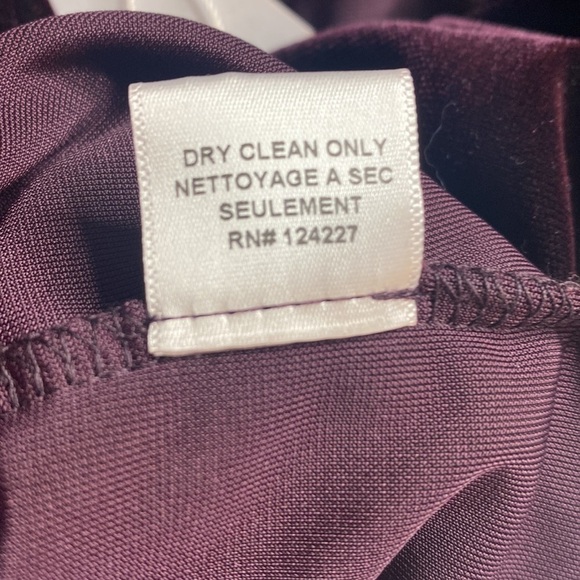 DRY CLEAN ONLY
NETTOYAGE A SEC
SEULEMENT
RN# 124227